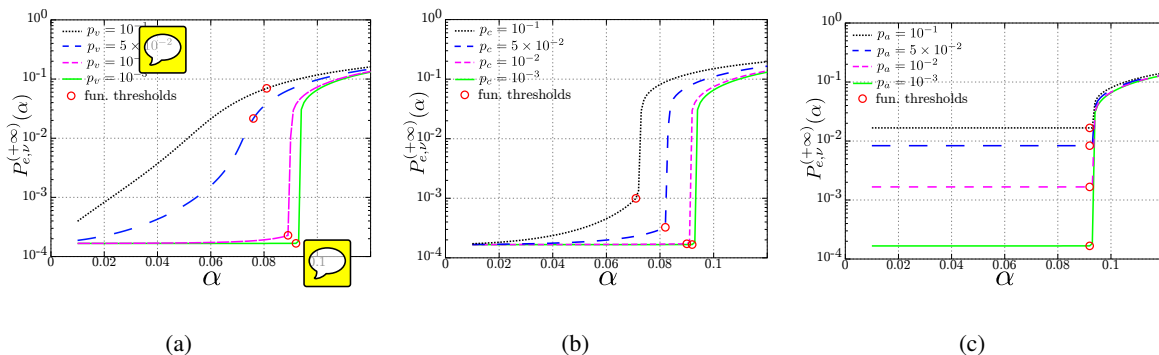 10^0
10^{-1}
10^{-2}
10^{-3}
10^{-4}
P_{e,ν}^{(+∞)}(α)
p_v = 10^{-1}
p_v = 5 × 10^{-2}
p_v = 10
p_v = 10^{-3}
fun. thresholds
0 0.02 0.04 0.06 0.08 0.1
α
(a)
10^0
10^{-1}
10^{-2}
10^{-3}
10^{-4}
P_{e,ν}^{(+∞)}(α)
p_c = 10^{-1}
p_c = 5 × 10^{-2}
p_c = 10^{-2}
p_c = 10^{-3}
fun. thresholds
0 0.02 0.04 0.06 0.08 0.1
α
(b)
10^0
10^{-1}
10^{-2}
10^{-3}
10^{-4}
P_{e,ν}^{(+∞)}(α)
p_a = 10^{-1}
p_a = 5 × 10^{-2}
p_a = 10^{-2}
p_a = 10^{-3}
fun. thresholds
0 0.02 0.04 0.06 0.08 0.1
α
(c)